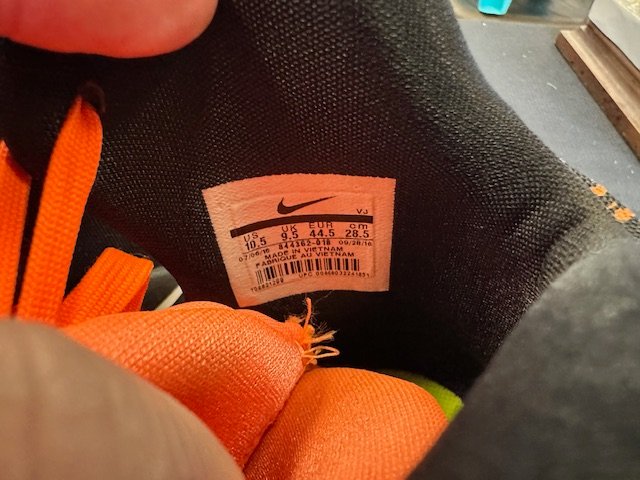 VJ
US UK EUR cm
10.5 9.5 44.5 28.5
07/06/16 844362-018 09/28/16
MADE IN VIETNAM
FABRIQUE AU VIETNAM
UPC